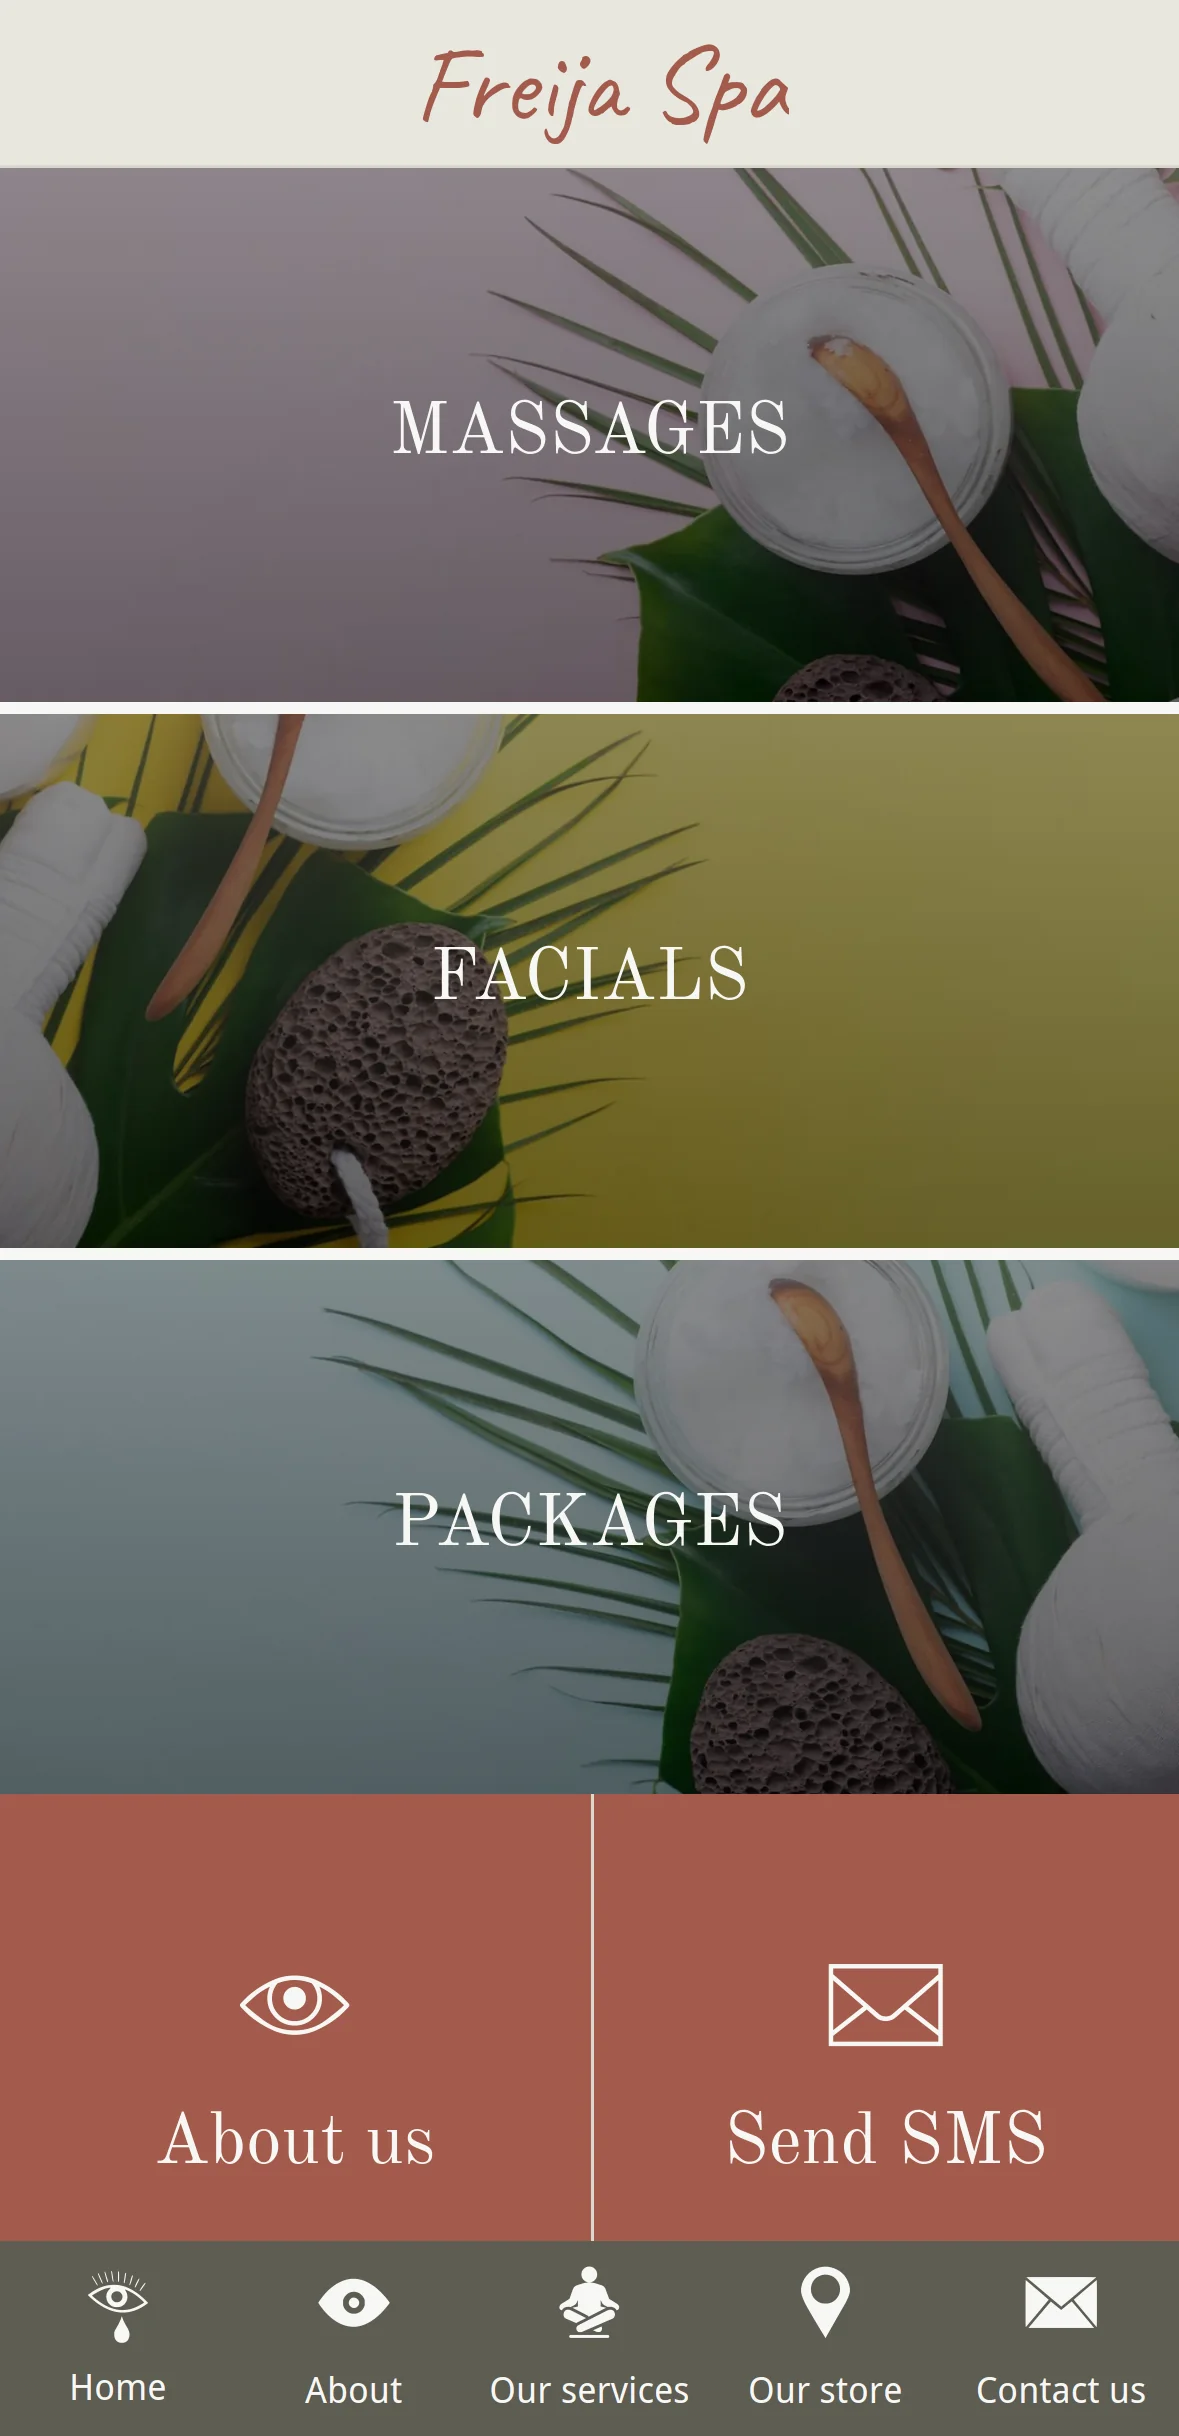 Freija Spa
MASSAGES
FACIALS
PACKAGES
About us
Send SMS
Home
About
Our services
Our store
Contact us